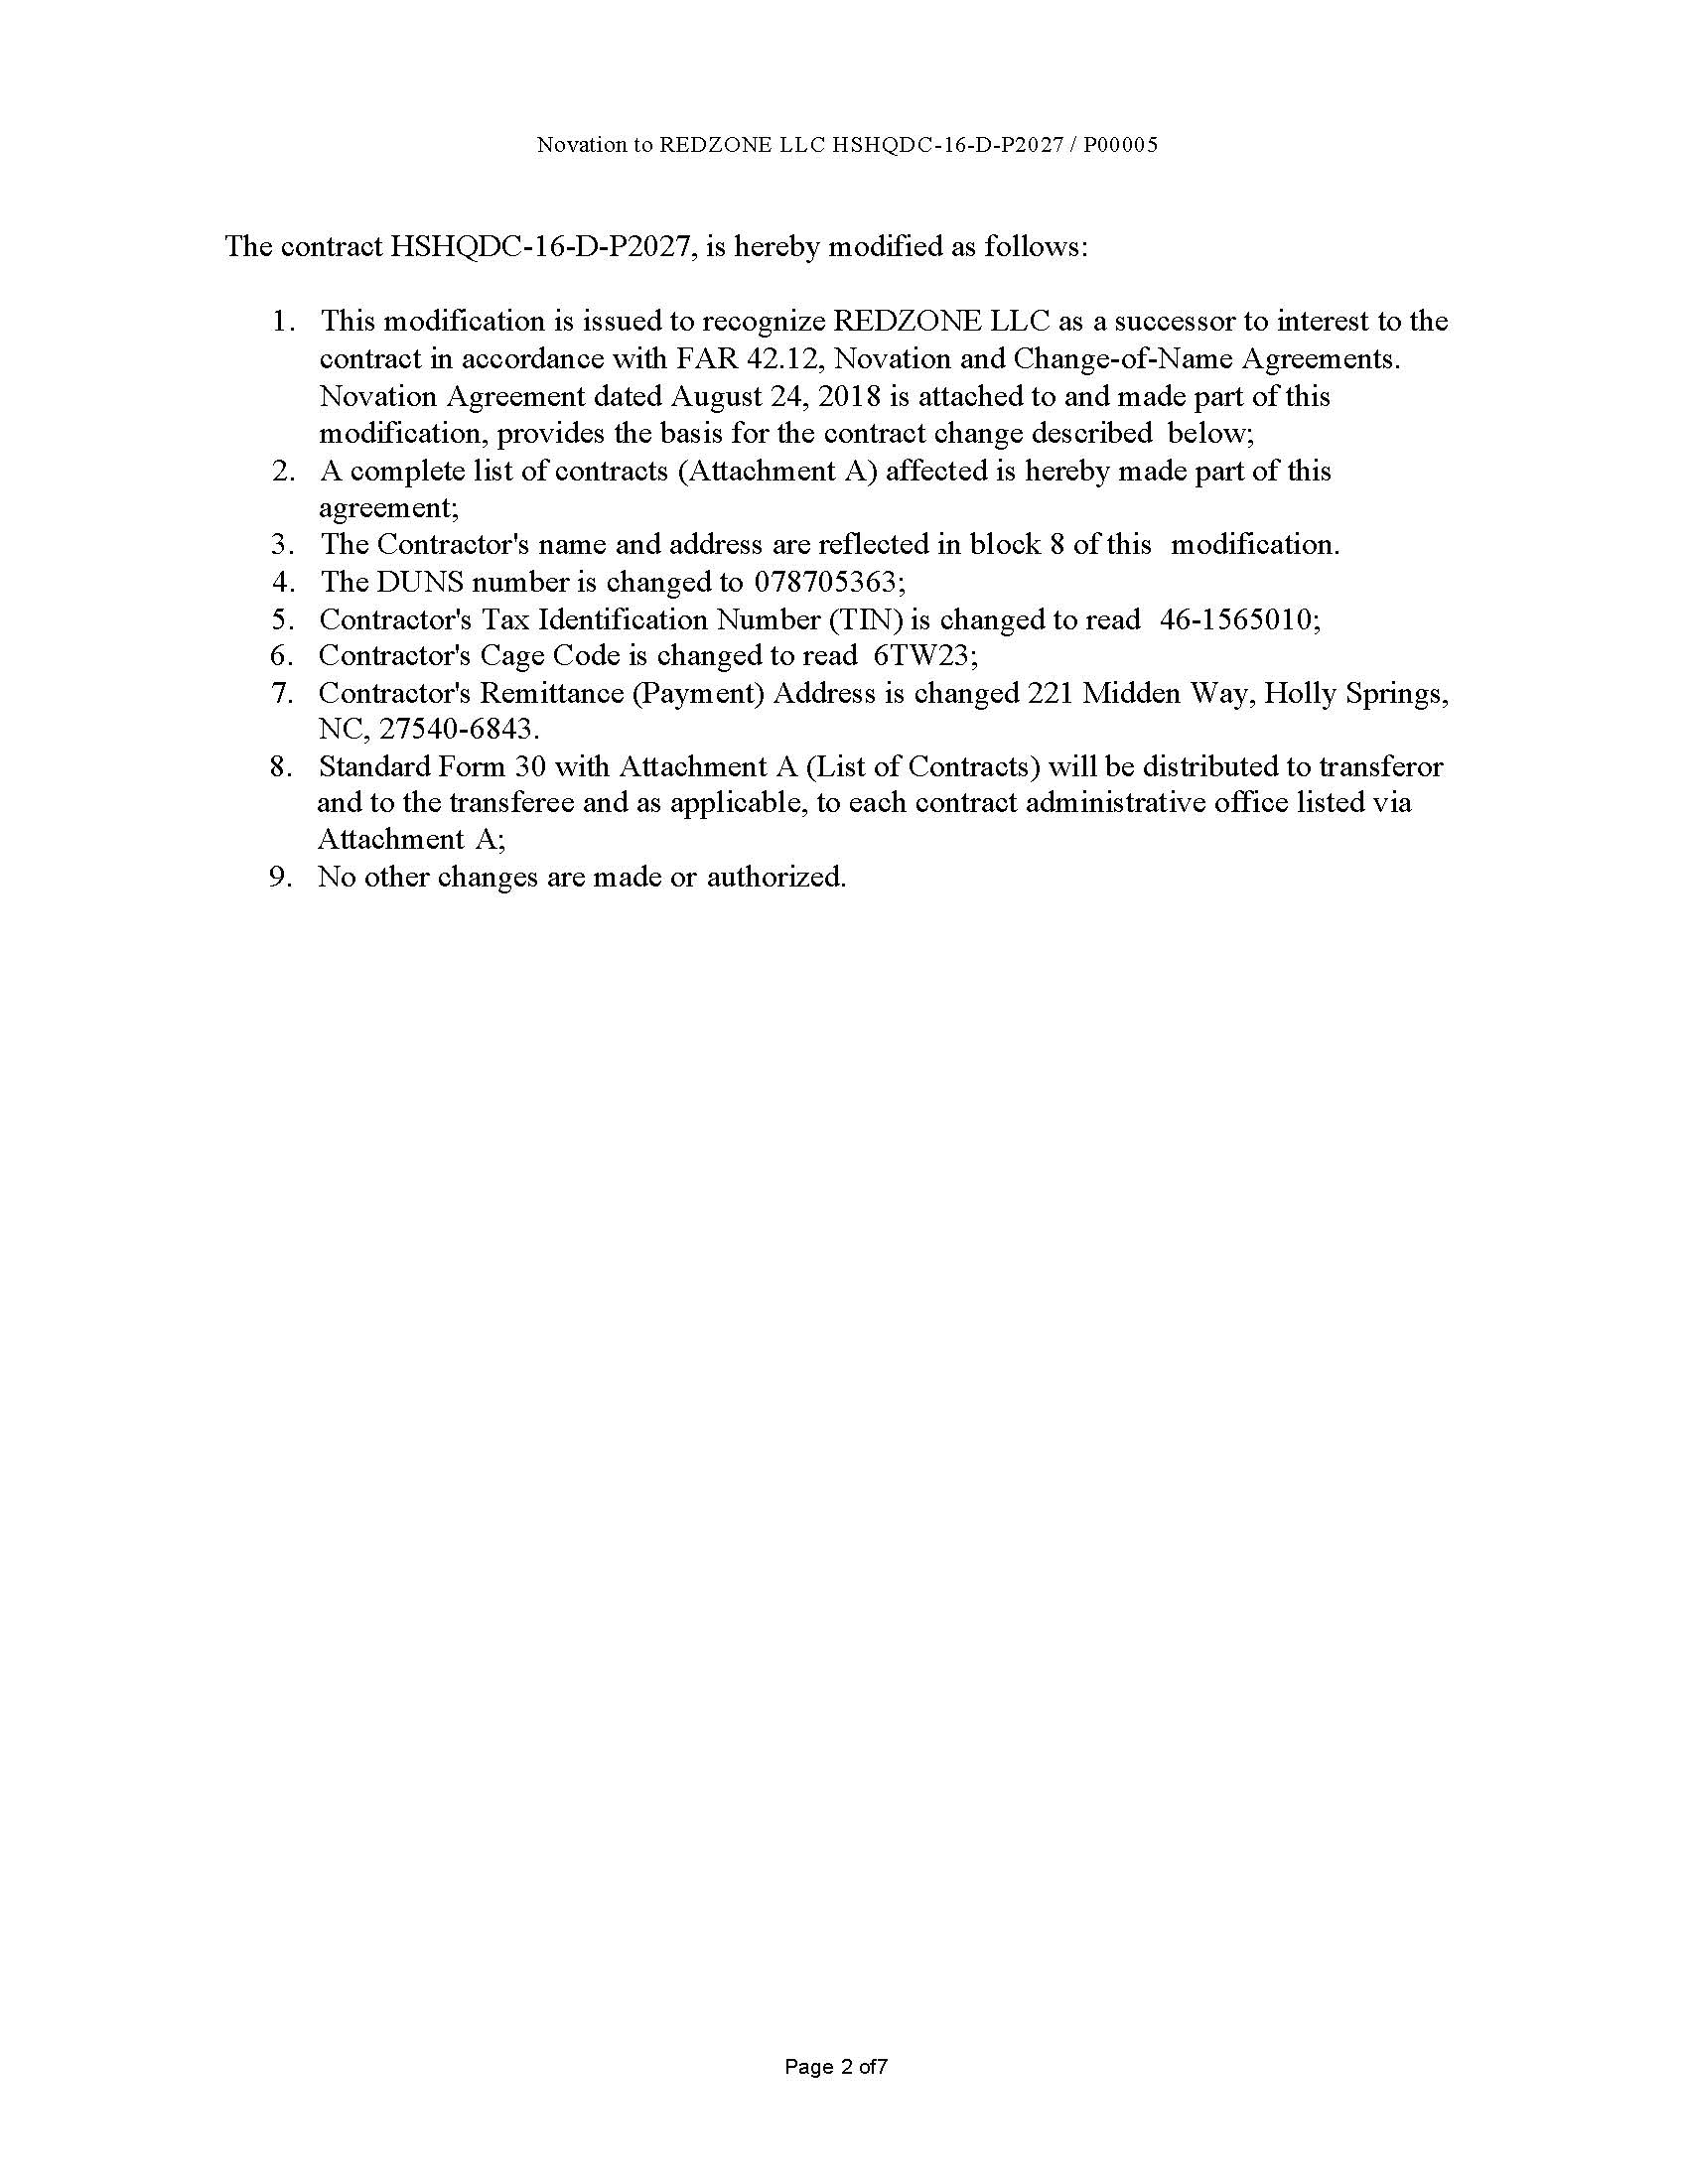 Novation to REDZONE LLC HSHQDC-16-D-P2027 / P00005
The contract HSHQDC-16-D-P2027, is hereby modified as follows:
1. This modification is issued to recognize REDZONE LLC as a successor to interest to the
contract in accordance with FAR 42.12, Novation and Change-of-Name Agreements.
Novation Agreement dated August 24, 2018 is attached to and made part of this
modification, provides the basis for the contract change described below;
2. A complete list of contracts (Attachment A) affected is hereby made part of this
agreement;
3. The Contractor's name and address are reflected in block 8 of this modification.
4. The DUNS number is changed to 078705363;
5. Contractor's Tax Identification Number (TIN) is changed to read 46-1565010;
6. Contractor's Cage Code is changed to read 6TW23;
7. Contractor's Remittance (Payment) Address is changed 221 Midden Way, Holly Springs,
NC, 27540-6843.
8. Standard Form 30 with Attachment A (List of Contracts) will be distributed to transferor
and to the transferee and as applicable, to each contract administrative office listed via
Attachment A;
9. No other changes are made or authorized.
Page 2 of7